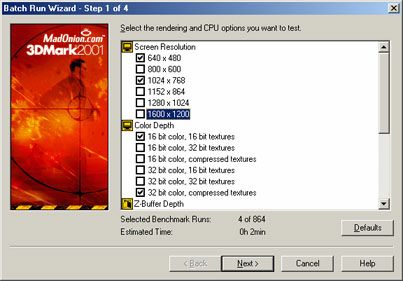 Batch Run Wizard - Step 1 of 4
MadOnion.com
3DMark2001
Select the rendering and CPU options you want to test.
Screen Resolution
640 x 480
800 x 600
1024 x 768
1152 x 864
1280 x 1024
1600 x 1200
Color Depth
16 bit color, 16 bit textures
16 bit color, 32 bit textures
16 bit color, compressed textures
32 bit color, 16 bit textures
32 bit color, 32 bit textures
32 bit color, compressed textures
Z-Buffer Depth
Selected Benchmark Runs: 4 of 864
Estimated Time: 0h 2min
Defaults
< Back
Next >
Cancel
Help